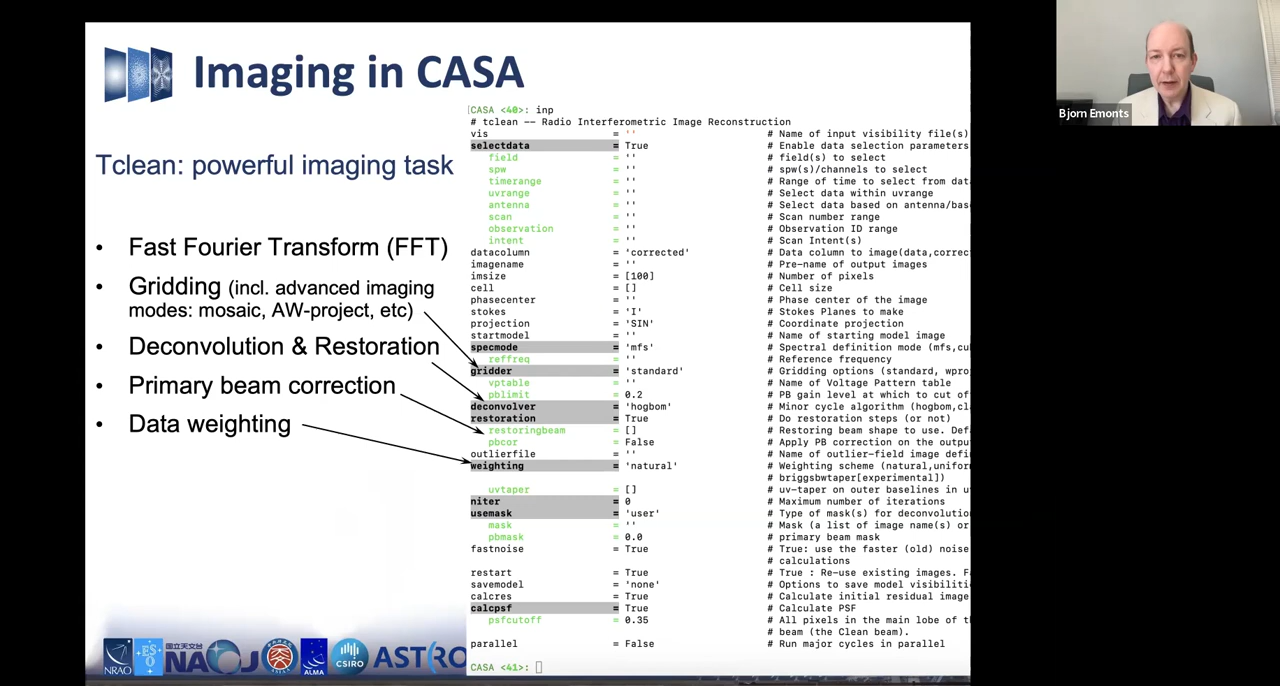 Imaging in CASA
Tclean: powerful imaging task
• Fast Fourier Transform (FFT)
• Gridding (incl. advanced imaging
modes: mosaic, AW-project, etc)
• Deconvolution & Restoration
• Primary beam correction
• Data weighting
CASA <40>: inp
# tclean -- Radio Interferometric Image Reconstruction
vis = '' # Name of input visibility file(s)
selectdata = True # Enable data selection parameters
field = '' # field(s) to select
spw = '' # spw(s)/channels to select
timerange = '' # Range of time to select from dat
uvrange = '' # Select data within uvrange
antenna = '' # Select data based on antenna/bas
scan = '' # Scan number range
observation = '' # Observation ID range
intent = '' # Scan Intent(s)
datacolumn = 'corrected' # Data column to image(data,correc
imagename = '' # Pre-name of output images
imsize = [100] # Number of pixels
cell = [] # Cell size
phasecenter = '' # Phase center of the image
stokes = 'I' # Stokes Planes to make
projection = 'SIN' # Coordinate projection
startmodel = '' # Name of starting model image
specmode = 'mfs' # Spectral definition mode (mfs,cu
reffreq = '' # Reference frequency
gridder = 'standard' # Gridding options (standard, wpro
vptable = '' # Name of Voltage Pattern table
pblimit = 0.2 # PB gain level at which to cut of
deconvolver = 'hogbom' # Minor cycle algorithm (hogbom,cl
restoration = True # Do restoration steps (or not)
restoringbeam = [] # Restoring beam shape to use. Def
pbcor = False # Apply PB correction on the outpu
outlierfile = '' # Name of outlier-field image defi
weighting = 'natural' # Weighting scheme (natural,unifor
# briggsbwtaper[experimental])
uvtaper = [] # uv-taper on outer baselines in u
niter = 0 # Maximum number of iterations
usemask = 'user' # Type of mask(s) for deconvolutio
mask = '' # Mask (a list of image name(s) or
pbmask = 0.0 # primary beam mask
fastnoise = True # True: use the faster (old) noise
# calculations
restart = True # True : Re-use existing images. F
savemodel = 'none' # Options to save model visibiliti
calcres = True # Calculate initial residual image
calcpsf = True # Calculate PSF
psfcutoff = 0.35 # All pixels in the main lobe of t
# beam (the Clean beam).
parallel = False # Run major cycles in parallel
CASA <41>:
NRAO
ESO
国立天文台
NAOJ
ALMA
CSIRO
ASTRO
Bjorn Emonts